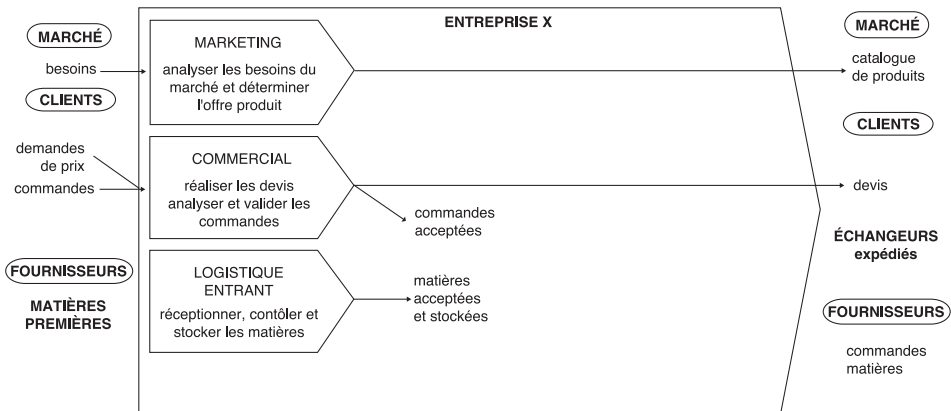 ENTREPRISE X
MARCHÉ
besoins
CLIENTS
demandes
de prix
commandes
FOURNISSEURS
MATIÈRES
PREMIÈRES
MARKETING
analyser les besoins du
marché et déterminer
l'offre produit
COMMERCIAL
réaliser les devis
analyser et valider les
commandes
LOGISTIQUE
ENTRANT
réceptionner, contôler et
stocker les matières
commandes
acceptées
matières
acceptées
et stockées
MARCHÉ
catalogue
de produits
CLIENTS
devis
ÉCHANGEURS
expédiés
FOURNISSEURS
commandes
matières